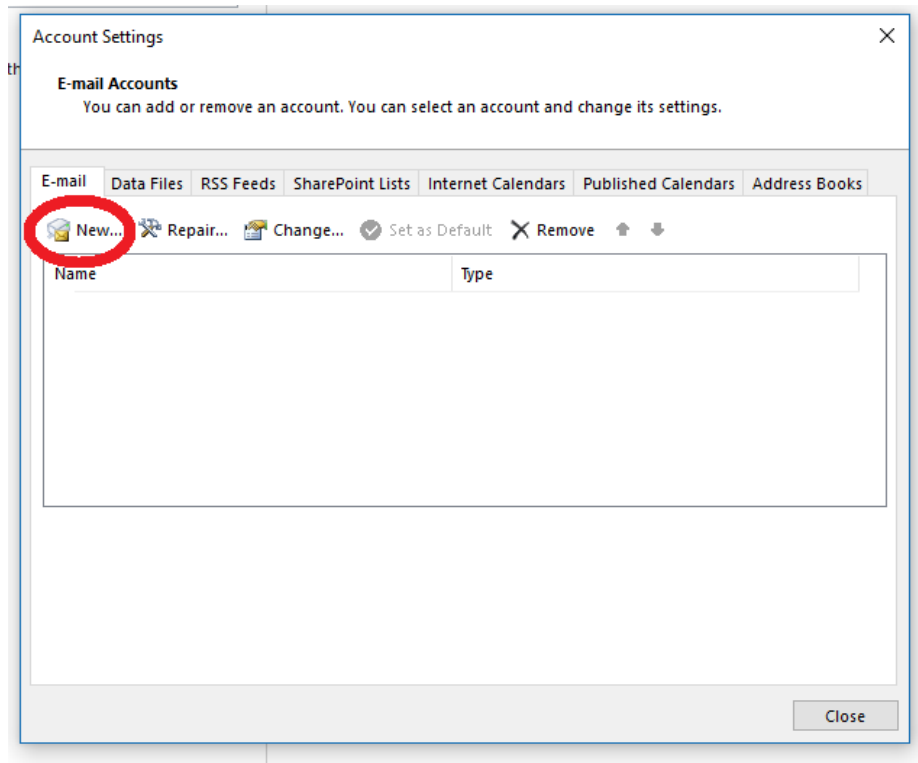 Account Settings
th
E-mail Accounts
You can add or remove an account. You can select an account and change its settings.
E-mail Data Files RSS Feeds SharePoint Lists Internet Calendars Published Calendars Address Books
New... Repair... Change... Set as Default Remove
Name Type
Close